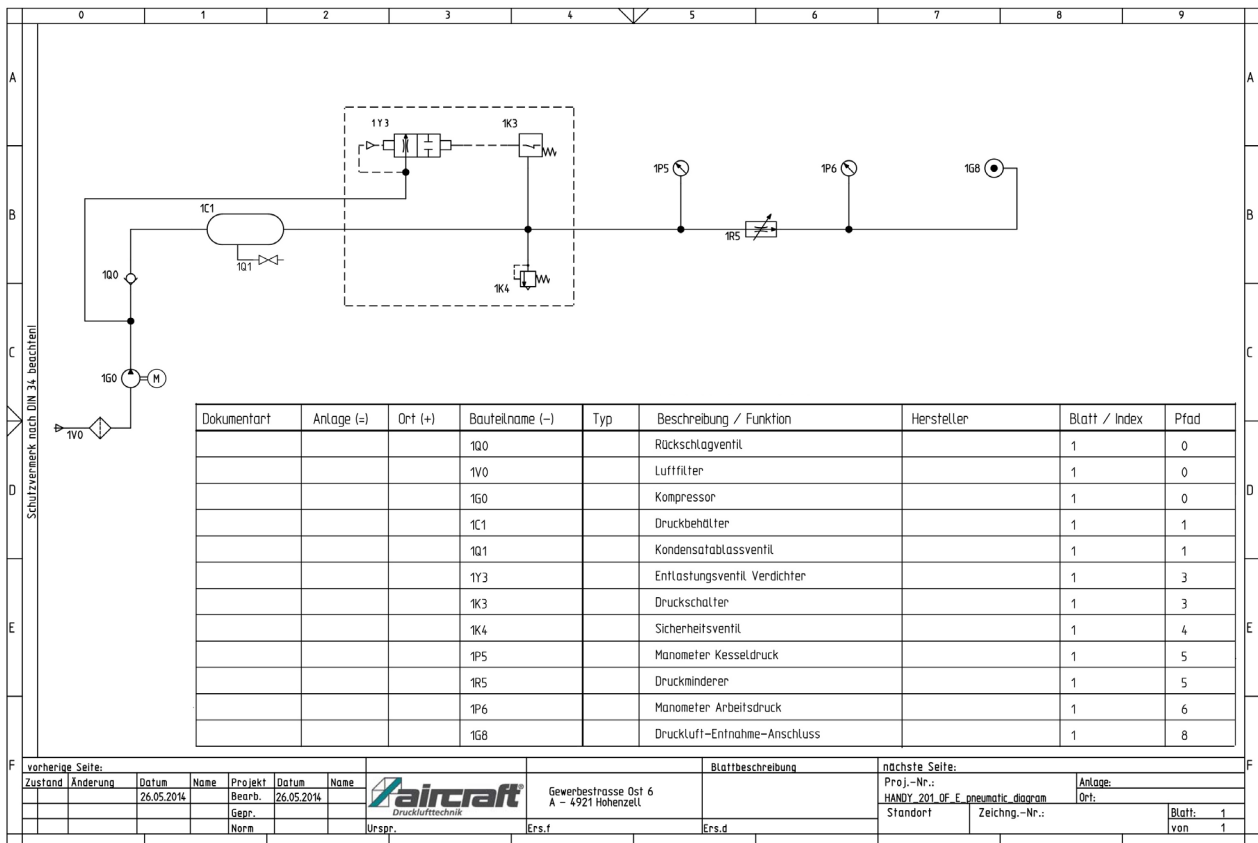 0 1 2 3 4 5 6 7 8 9
A A
B B
C C
D D
E E
F F
Schutzvermerk nach DIN 34 beachten!
1Y3 1K3
1P5 1P6 1G8
1C1
1R5
1Q1
1Q0
1K4
1G0 M
1V0
Dokumentart Anlage (=) Ort (+) Bauteilname (-) Typ Beschreibung / Funktion Hersteller Blatt / Index Pfad
1Q0 Rückschlagventil 1 0
1V0 Luftfilter 1 0
1G0 Kompressor 1 0
1C1 Druckbehälter 1 1
1Q1 Kondensatablassventil 1 1
1Y3 Entlastungsventil Verdichter 1 3
1K3 Druckschalter 1 3
1K4 Sicherheitsventil 1 4
1P5 Manometer Kesseldruck 1 5
1R5 Druckminderer 1 5
1P6 Manometer Arbeitsdruck 1 6
1G8 Druckluft-Entnahme-Anschluss 1 8
vorherige Seite: Blattbeschreibung nächste Seite:
Zustand Änderung Datum Name Projekt Datum Name
26.05.2014 Bearb. 26.05.2014
Gepr.
Norm
aircraft
Drucklufttechnik
Urspr. Ers.f Ers.d
Gewerbestrasse Ost 6
A - 4921 Hohenzell
Proj.-Nr.: Anlage:
HANDY_201_OF_E_pneumatic_diagram Ort:
Standort Zeichng.-Nr.: Blatt: 1
von 1